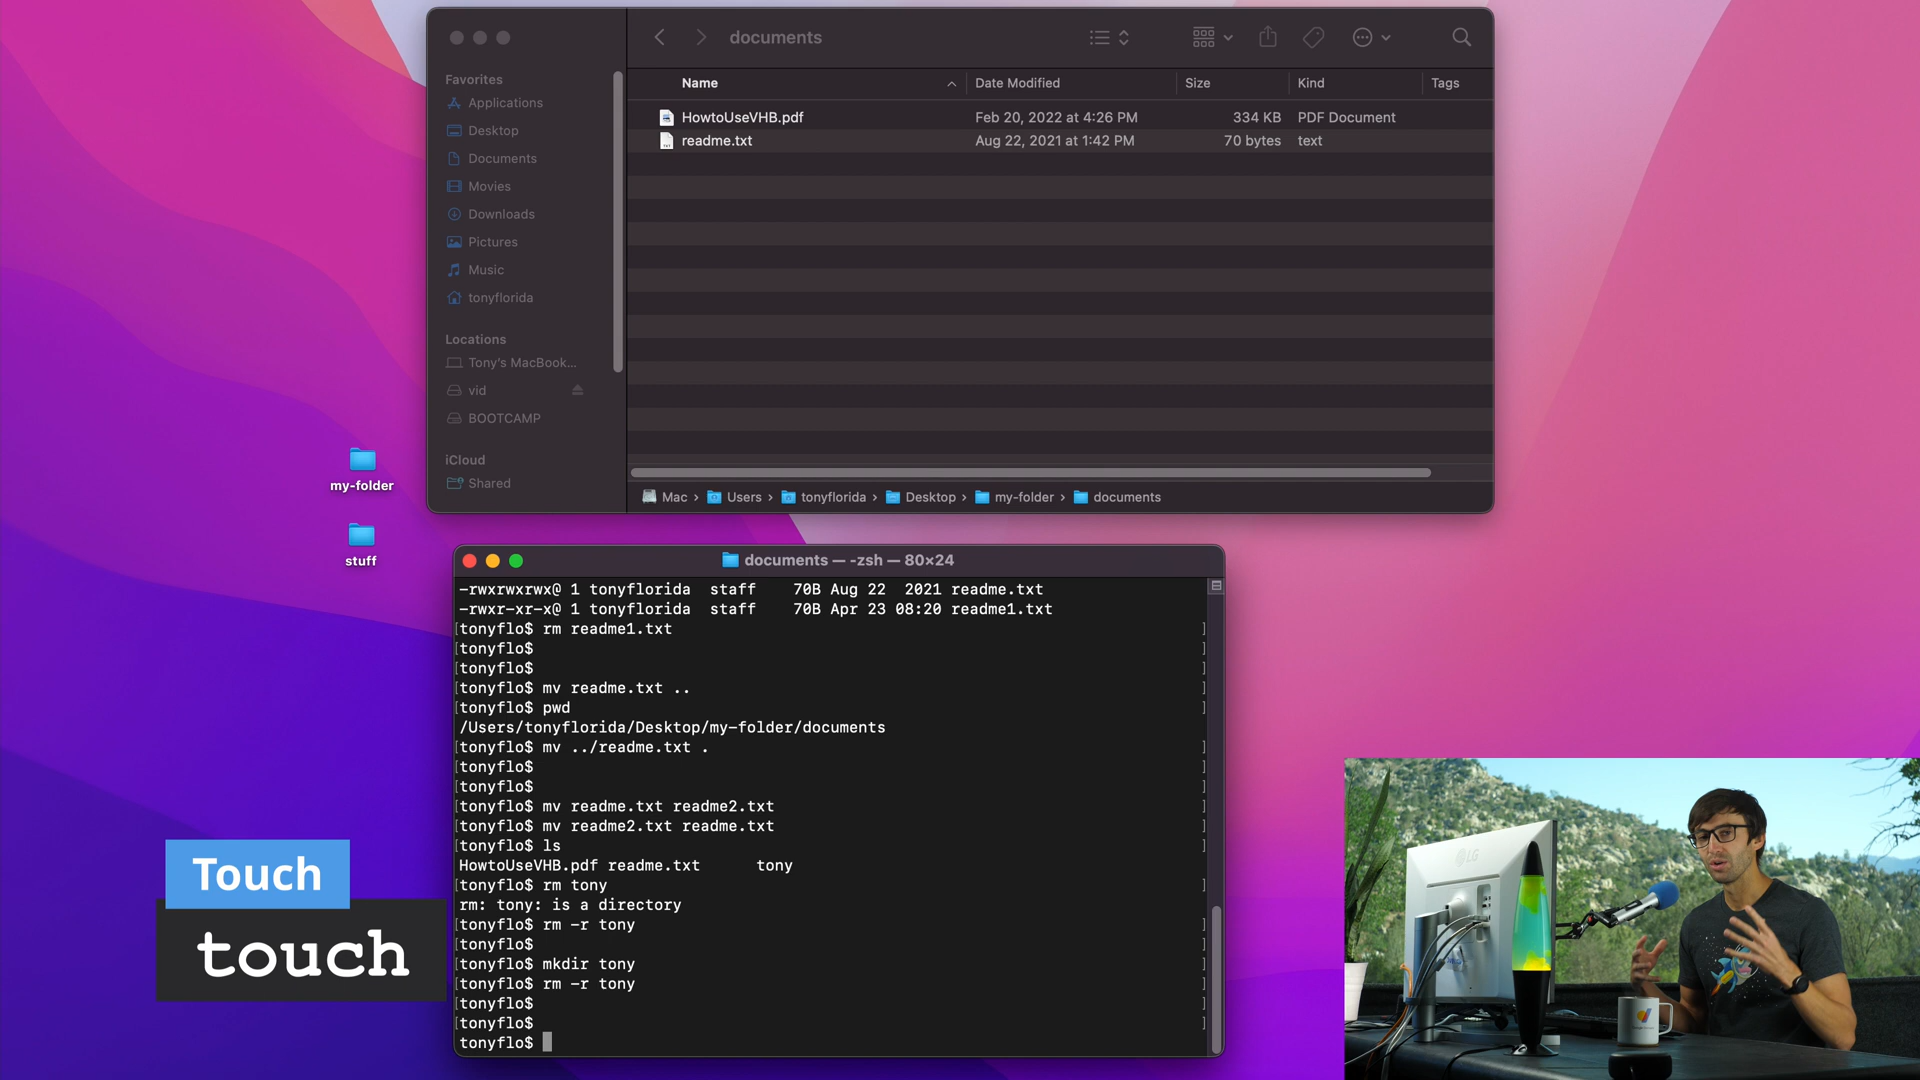 documents
Name Date Modified Size Kind Tags
HowtoUseVHB.pdf Feb 20, 2022 at 4:26 PM 334 KB PDF Document
readme.txt Aug 22, 2021 at 1:42 PM 70 bytes text
Favorites
Applications
Desktop
Documents
Movies
Downloads
Pictures
Music
tonyflorida
Locations
Tony's MacBook...
vid
BOOTCAMP
iCloud
Shared
Mac › Users › tonyflorida › Desktop › my-folder › documents
my-folder
stuff
documents — -zsh — 80×24
-rwxrwxrwx@ 1 tonyflorida staff 70B Aug 22 2021 readme.txt
-rwxr-xr-x@ 1 tonyflorida staff 70B Apr 23 08:20 readme1.txt
[tonyflo$ rm readme1.txt ]
[tonyflo$ ]
[tonyflo$ ]
[tonyflo$ mv readme.txt .. ]
[tonyflo$ pwd ]
/Users/tonyflorida/Desktop/my-folder/documents
[tonyflo$ mv ../readme.txt . ]
[tonyflo$ ]
[tonyflo$ ]
[tonyflo$ mv readme.txt readme2.txt ]
[tonyflo$ mv readme2.txt readme.txt ]
[tonyflo$ ls ]
HowtoUseVHB.pdf readme.txt tony
[tonyflo$ rm tony ]
rm: tony: is a directory
[tonyflo$ rm -r tony ]
[tonyflo$ ]
[tonyflo$ mkdir tony ]
[tonyflo$ rm -r tony ]
[tonyflo$ ]
[tonyflo$ ]
tonyflo$
Touch
touch
LG